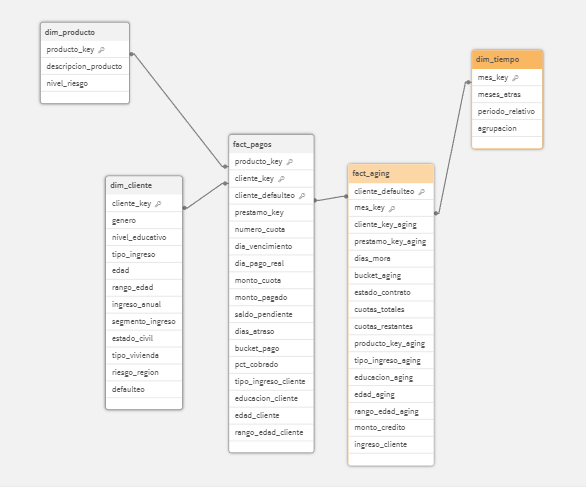 dim_producto
producto_key
descripcion_producto
nivel_riesgo
dim_cliente
cliente_key
genero
nivel_educativo
tipo_ingreso
edad
rango_edad
ingreso_anual
segmento_ingreso
estado_civil
tipo_vivienda
riesgo_region
defaulteo
fact_pagos
producto_key
cliente_key
cliente_defaulteo
prestamo_key
numero_cuota
dia_vencimiento
dia_pago_real
monto_cuota
monto_pagado
saldo_pendiente
dias_atraso
bucket_pago
pct_cobrado
tipo_ingreso_cliente
educacion_cliente
edad_cliente
rango_edad_cliente
fact_aging
cliente_defaulteo
mes_key
cliente_key_aging
prestamo_key_aging
dias_mora
bucket_aging
estado_contrato
cuotas_totales
cuotas_restantes
producto_key_aging
tipo_ingreso_aging
educacion_aging
edad_aging
rango_edad_aging
monto_credito
ingreso_cliente
dim_tiempo
mes_key
meses_atras
periodo_relativo
agrupacion